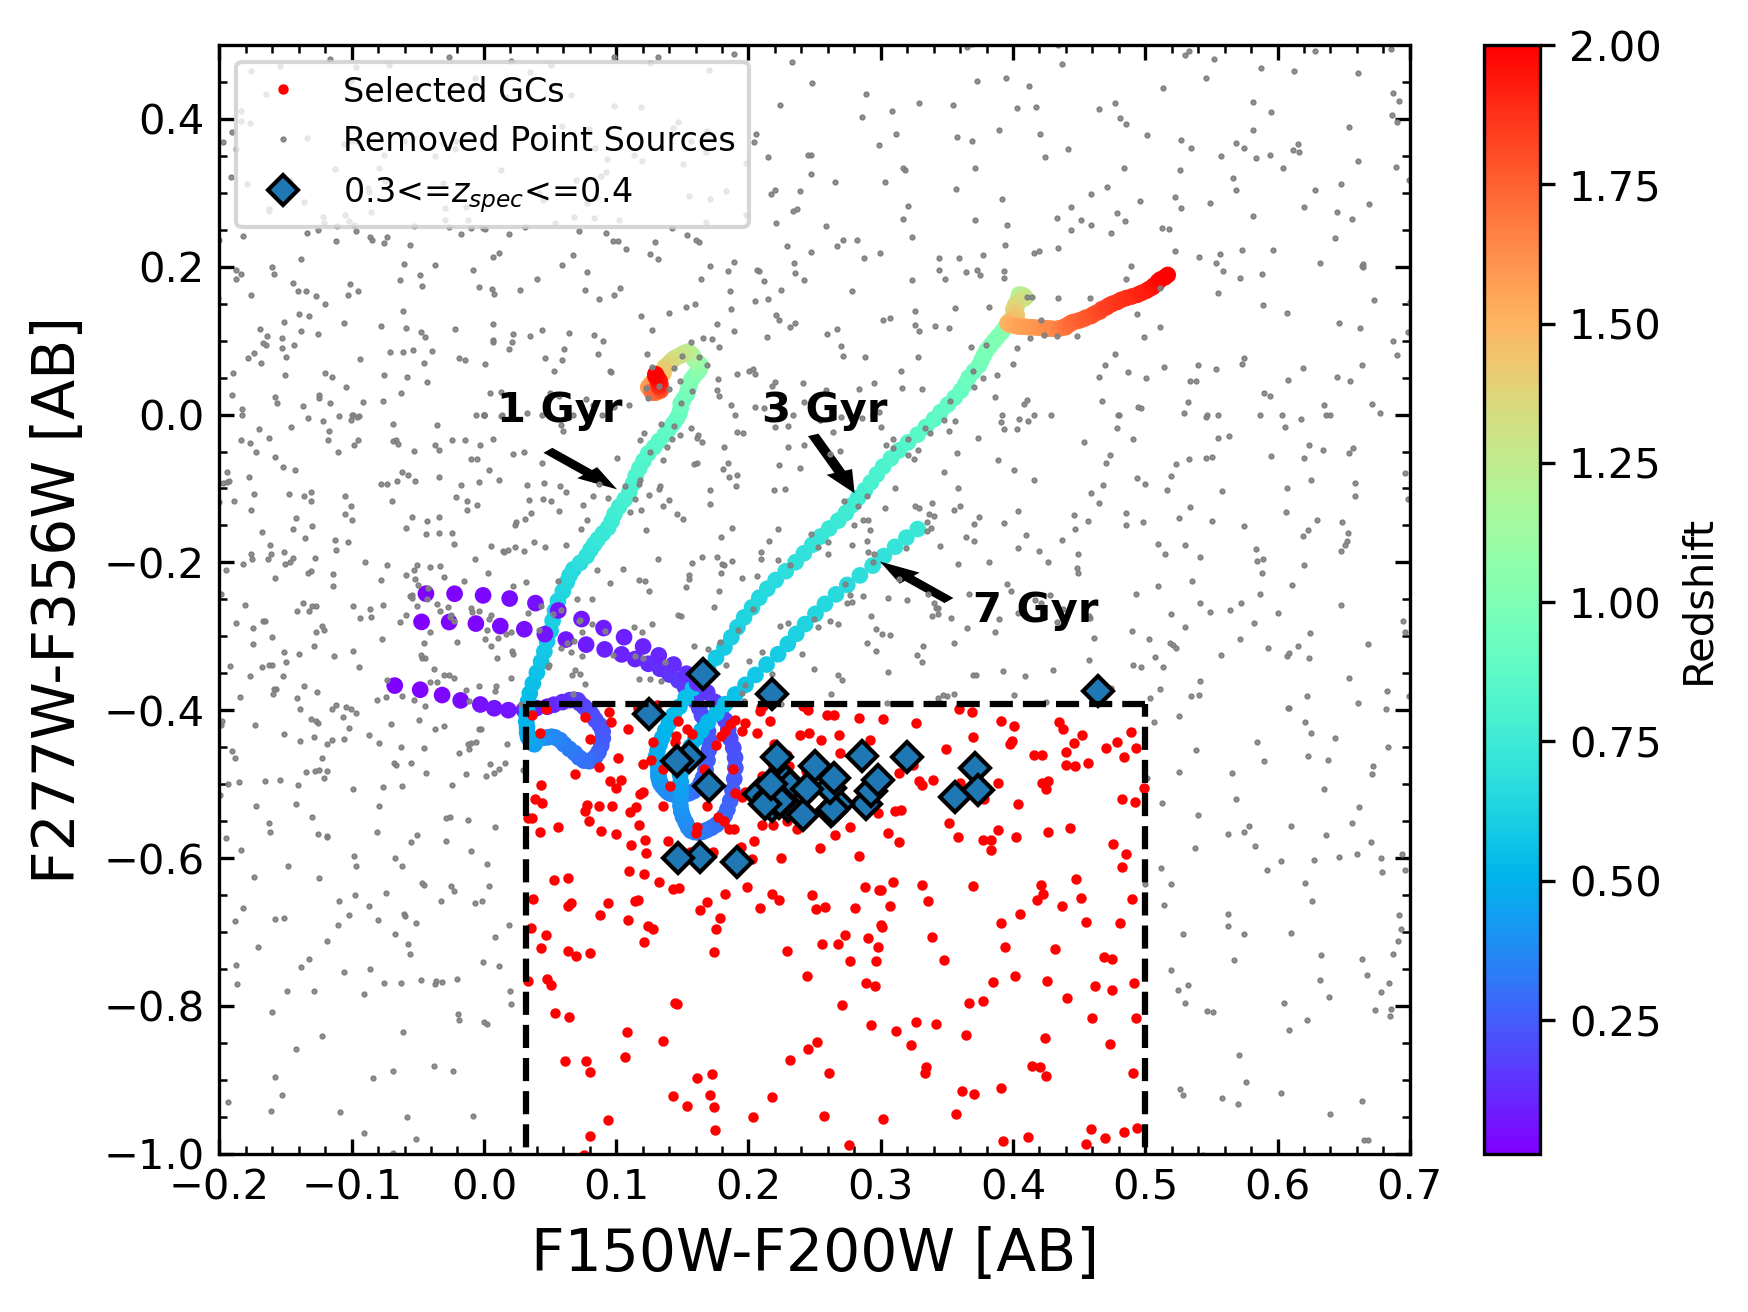 Selected GCs
Removed Point Sources
0.3<=z_spec<=0.4
1 Gyr
3 Gyr
7 Gyr
0.4
0.2
0.0
−0.2
−0.4
−0.6
−0.8
−1.0
F277W-F356W [AB]
−0.2 −0.1 0.0 0.1 0.2 0.3 0.4 0.5 0.6 0.7
F150W-F200W [AB]
2.00
1.75
1.50
1.25
1.00
0.75
0.50
0.25
Redshift